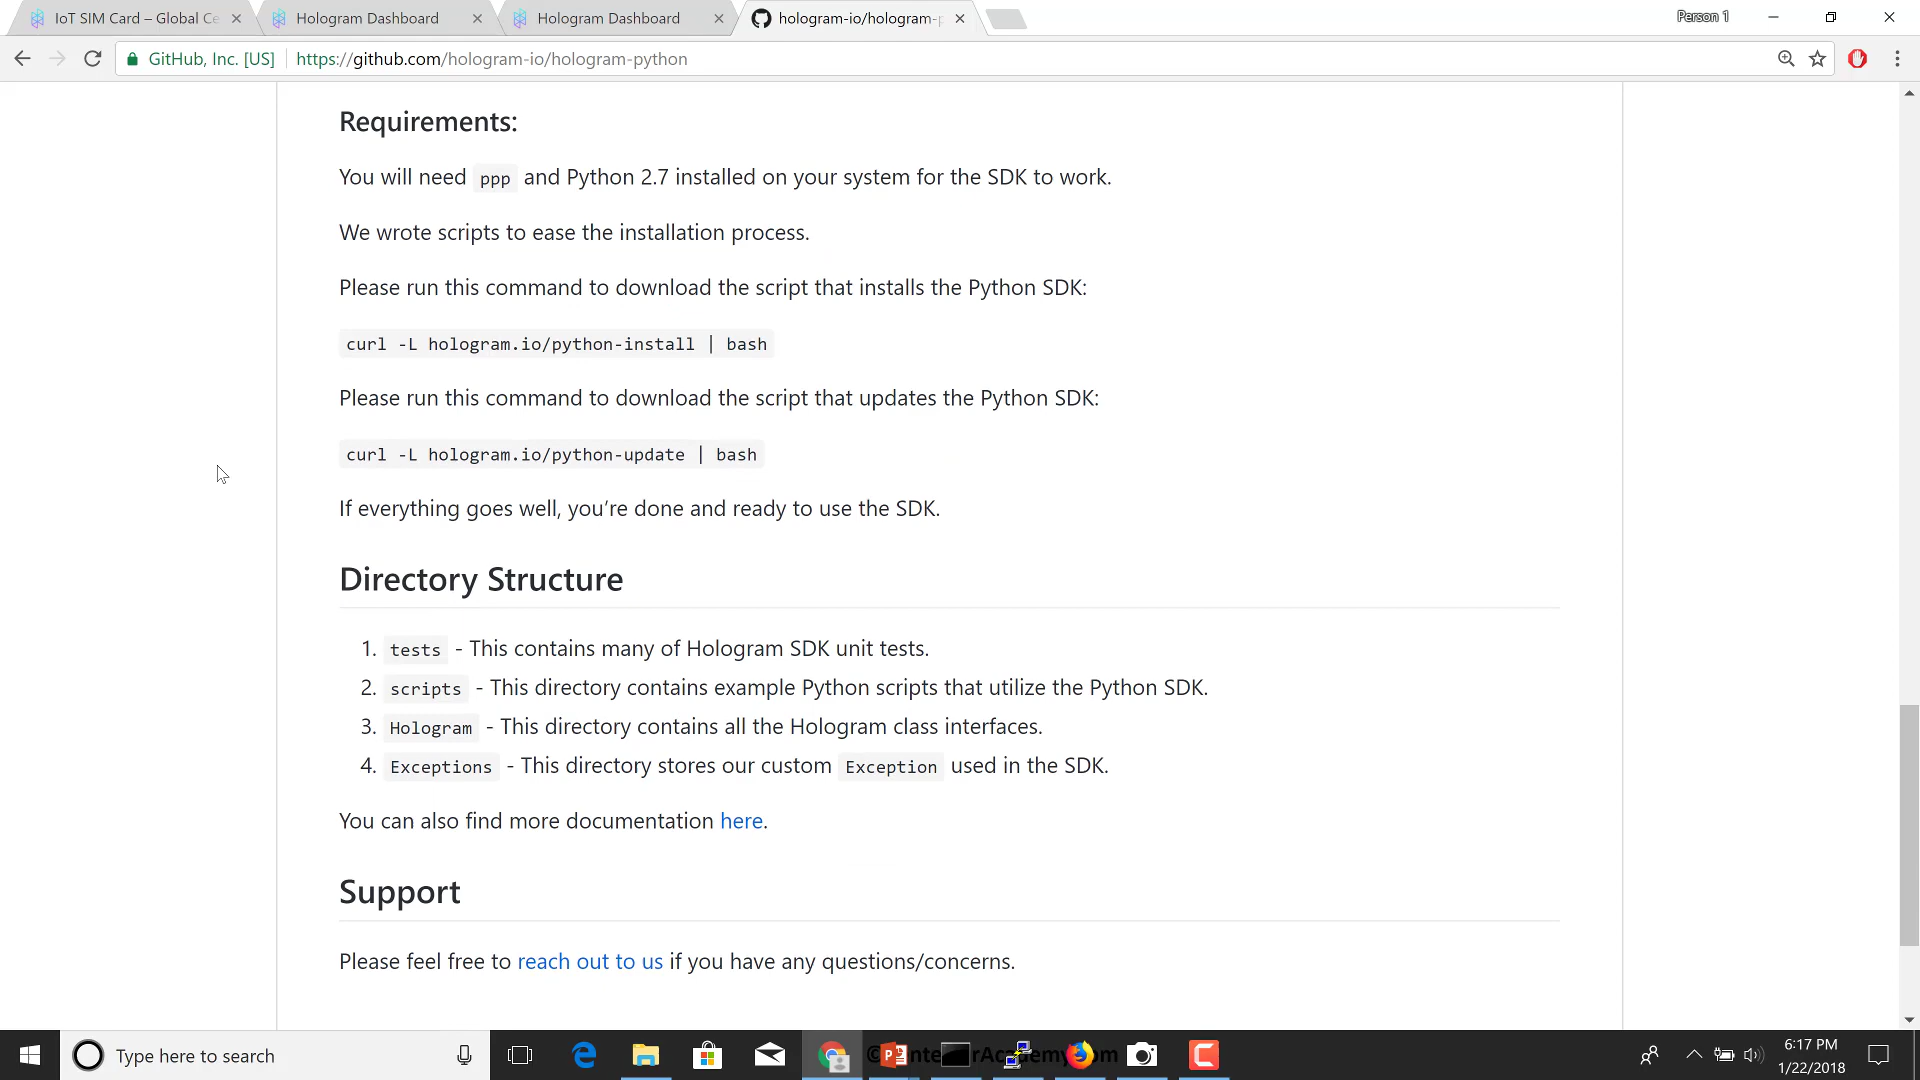 IoT SIM Card – Global Ce
Hologram Dashboard
Hologram Dashboard
hologram-io/hologram-p
Person 1
GitHub, Inc. [US]
https://github.com/hologram-io/hologram-python
Requirements:
You will need ppp and Python 2.7 installed on your system for the SDK to work.
We wrote scripts to ease the installation process.
Please run this command to download the script that installs the Python SDK:
curl -L hologram.io/python-install | bash
Please run this command to download the script that updates the Python SDK:
curl -L hologram.io/python-update | bash
If everything goes well, you’re done and ready to use the SDK.
Directory Structure
1. tests - This contains many of Hologram SDK unit tests.
2. scripts - This directory contains example Python scripts that utilize the Python SDK.
3. Hologram - This directory contains all the Hologram class interfaces.
4. Exceptions - This directory stores our custom Exception used in the SDK.
You can also find more documentation here.
Support
Please feel free to reach out to us if you have any questions/concerns.
Type here to search
6:17 PM
1/22/2018